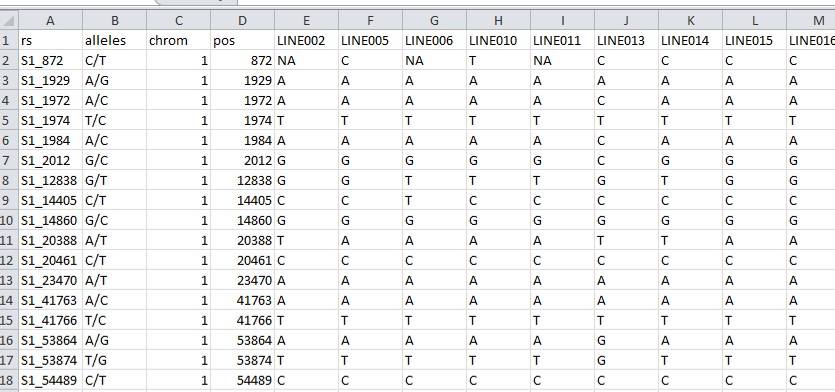 A B C D E F G H I J K L M
1 rs alleles chrom pos LINE002 LINE005 LINE006 LINE010 LINE011 LINE013 LINE014 LINE015 LINE016
2 S1_872 C/T 1 872 NA C NA T NA C C C C
3 S1_1929 A/G 1 1929 A A A A A A A A A
4 S1_1972 A/C 1 1972 A A A A A C A A A
5 S1_1974 T/C 1 1974 T T T T T T T T T
6 S1_1984 A/C 1 1984 A A A A A C A A A
7 S1_2012 G/C 1 2012 G G G G G C G G G
8 S1_12838 G/T 1 12838 G G T T T G T G G
9 S1_14405 C/T 1 14405 C C T C C C C C C
10 S1_14860 G/C 1 14860 G G G G G G G G G
11 S1_20388 A/T 1 20388 T A A A A T T A A
12 S1_20461 C/T 1 20461 C C C C C C C C C
13 S1_23470 A/T 1 23470 A A A A A A A A A
14 S1_41763 A/C 1 41763 A A A A A A A A A
15 S1_41766 T/C 1 41766 T T T T T T T T T
16 S1_53864 A/G 1 53864 A A A A A G A A A
17 S1_53874 T/G 1 53874 T T T T T G T T T
18 S1_54489 C/T 1 54489 C C C C C C C C C